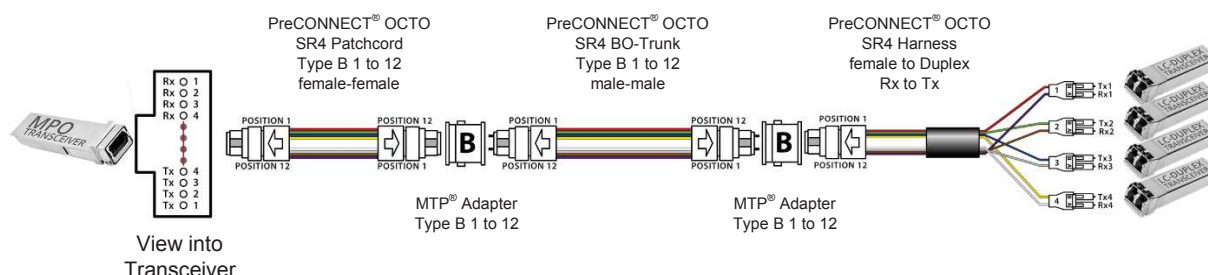 PreCONNECT® OCTO
SR4 Patchcord
Type B 1 to 12
female-female
PreCONNECT® OCTO
SR4 BO-Trunk
Type B 1 to 12
male-male
PreCONNECT® OCTO
SR4 Harness
female to Duplex
Rx to Tx
MPO
TRANSCEIVER
Rx 1
Rx 2
Rx 3
Rx 4
Tx 4
Tx 3
Tx 2
Tx 1
View into
Transceiver
POSITION 1
POSITION 12
POSITION 12
POSITION 1
B
MTP® Adapter
Type B 1 to 12
POSITION 1
POSITION 12
POSITION 12
POSITION 1
B
MTP® Adapter
Type B 1 to 12
POSITION 1
POSITION 12
1
Tx1
Rx1
2
Tx2
Rx2
3
Tx3
Rx3
4
Tx4
Rx4
LC-DUPLEX
TRANSCEIVER
LC-DUPLEX
TRANSCEIVER
LC-DUPLEX
TRANSCEIVER
LC-DUPLEX
TRANSCEIVER